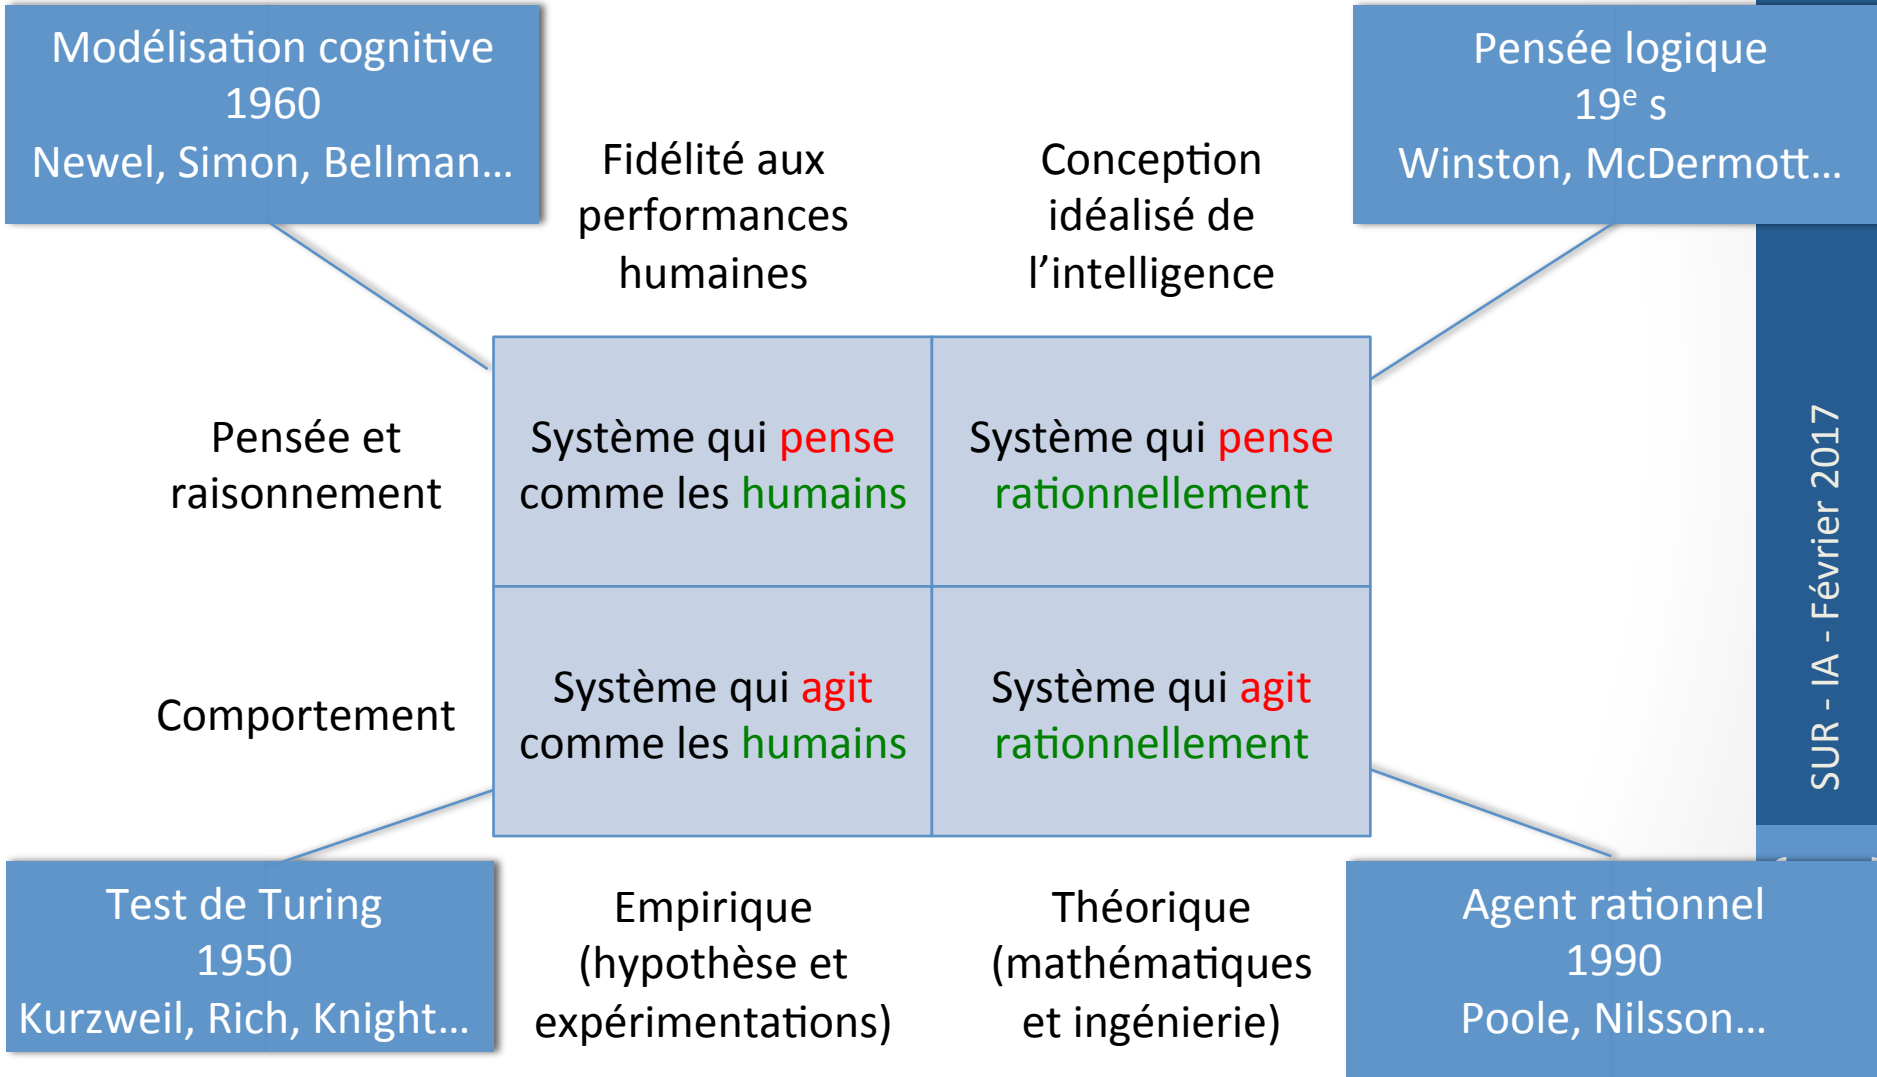 Modélisation cognitive
1960
Newel, Simon, Bellman…
Pensée logique
19e s
Winston, McDermott…
Fidélité aux
performances
humaines
Conception
idéalisé de
l’intelligence
Pensée et
raisonnement
Système qui pense
comme les humains
Système qui pense
rationnellement
Comportement
Système qui agit
comme les humains
Système qui agit
rationnellement
Test de Turing
1950
Kurzweil, Rich, Knight…
Empirique
(hypothèse et
expérimentations)
Théorique
(mathématiques
et ingénierie)
Agent rationnel
1990
Poole, Nilsson…
SUR - IA - Février 2017